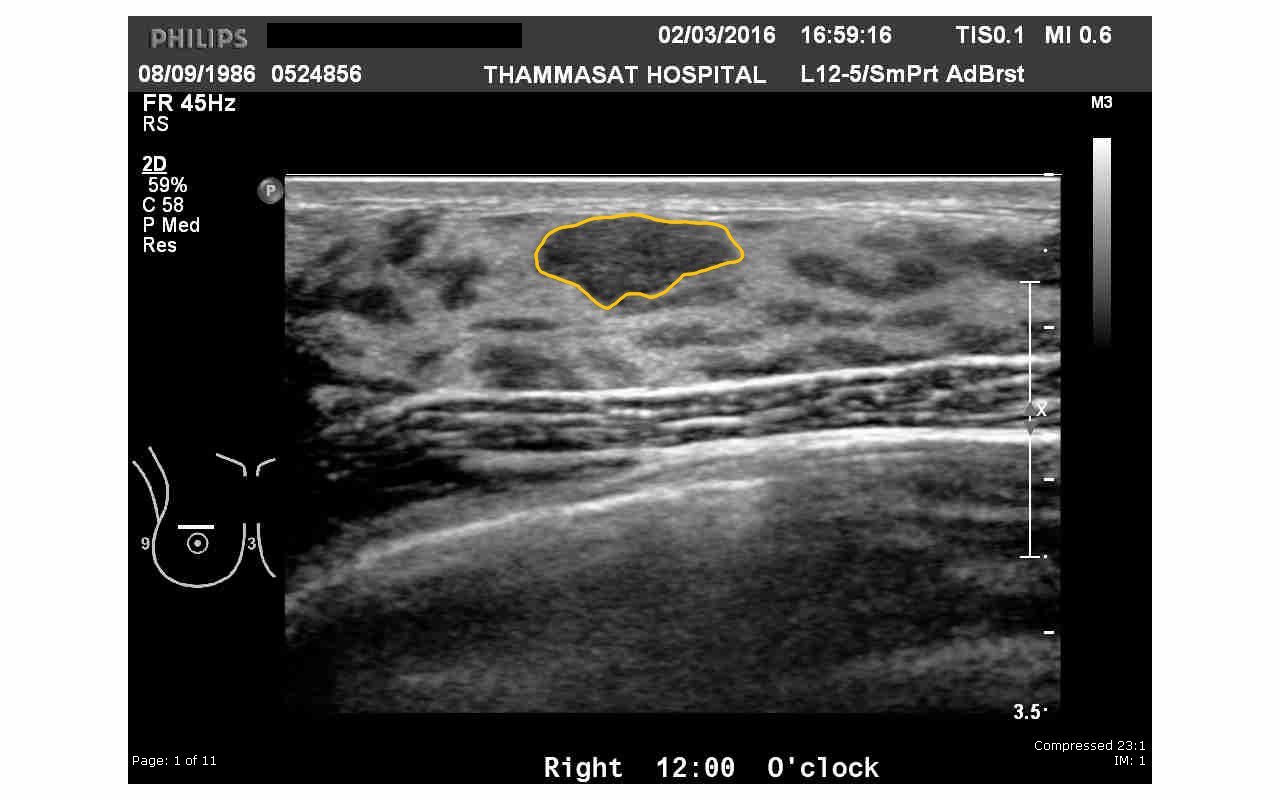 PHILIPS 02/03/2016 16:59:16 TIS0.1 MI 0.6
08/09/1986 0524856 THAMMASAT HOSPITAL L12-5/SmPrt AdBrst
FR 45Hz
RS
M3
2D
59%
C 58
P Med
Res
P
X
9 3
3.5
Compressed 23:1
Page: 1 of 11
IM: 1
Right 12:00 O'clock